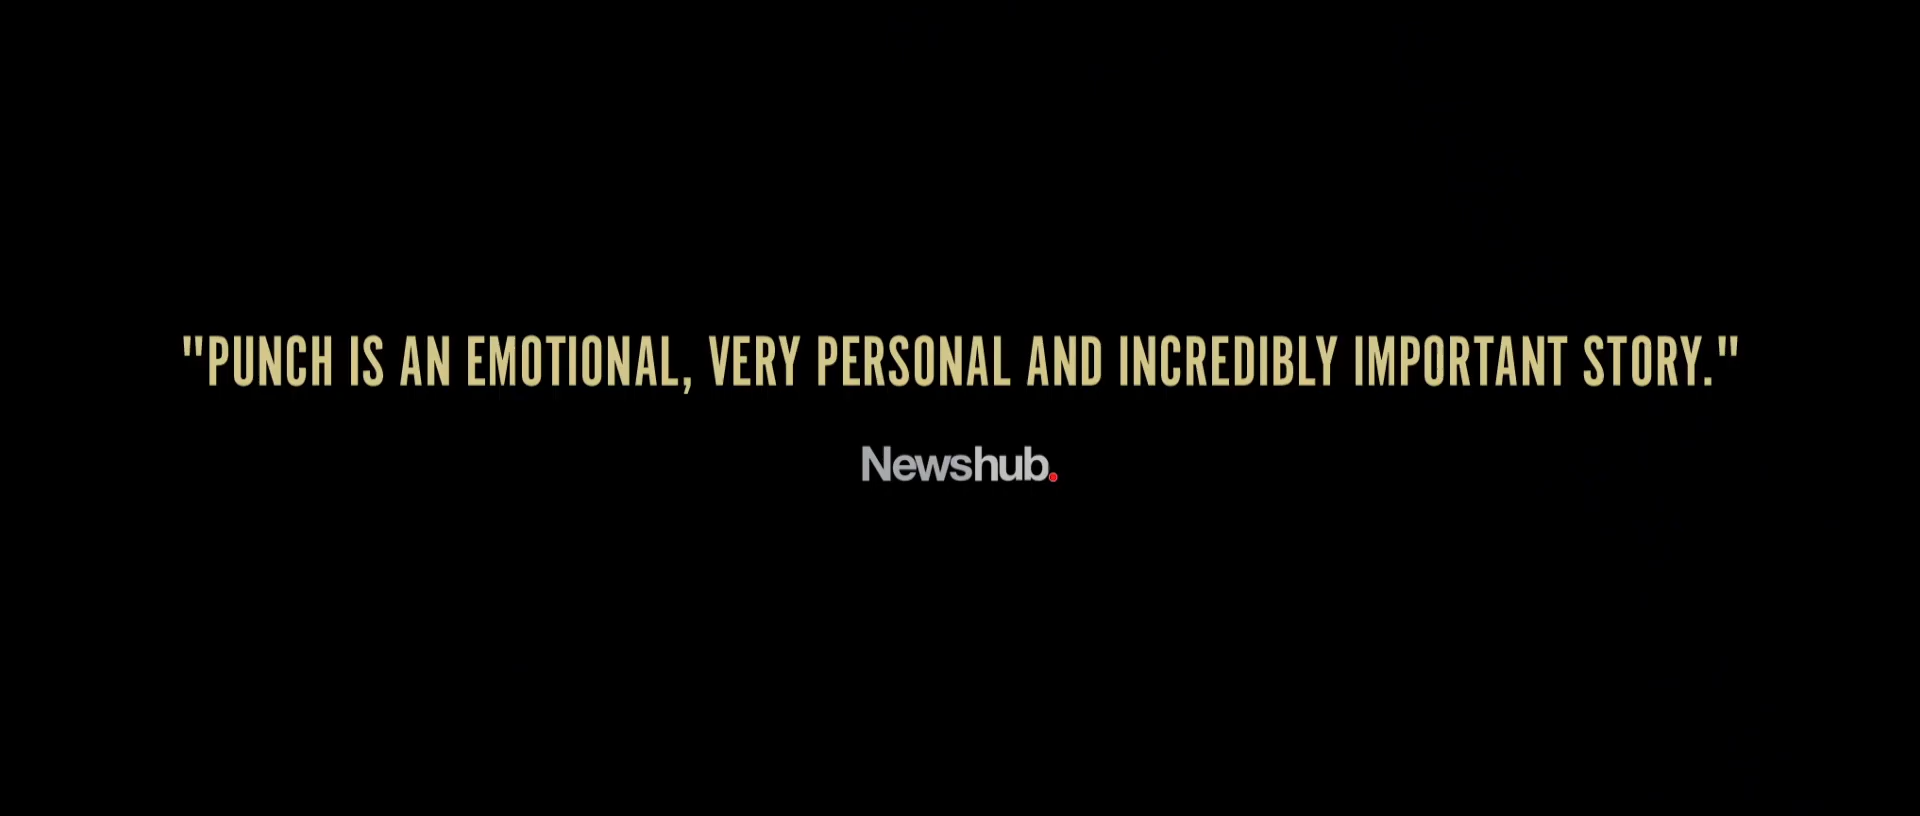 "PUNCH IS AN EMOTIONAL, VERY PERSONAL AND INCREDIBLY IMPORTANT STORY."
Newshub.